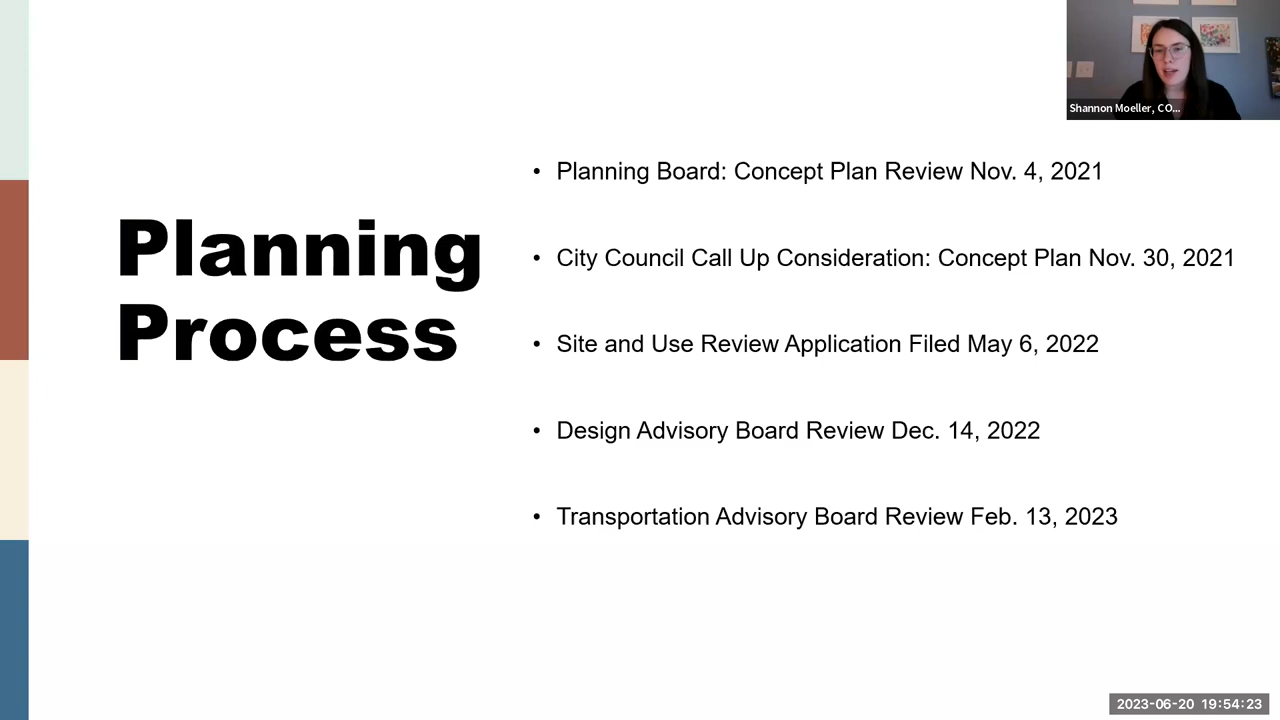 Shannon Moeller, CO...
Planning
Process
• Planning Board: Concept Plan Review Nov. 4, 2021
• City Council Call Up Consideration: Concept Plan Nov. 30, 2021
• Site and Use Review Application Filed May 6, 2022
• Design Advisory Board Review Dec. 14, 2022
• Transportation Advisory Board Review Feb. 13, 2023
2023-06-20 19:54:23